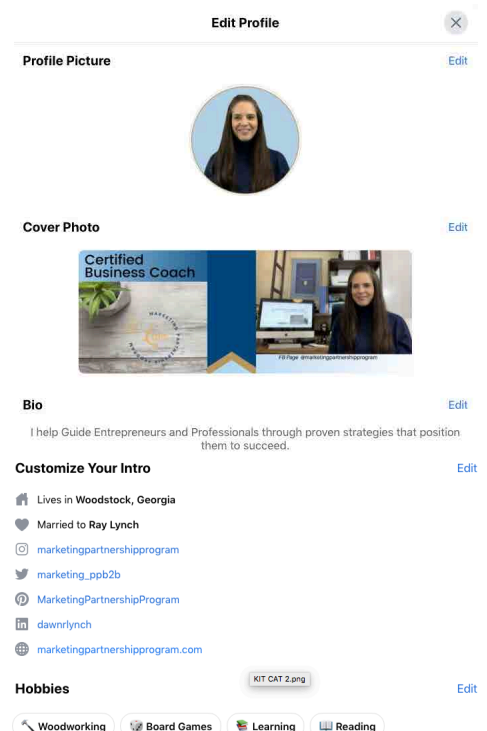 Edit Profile
Profile Picture
Edit
Cover Photo
Edit
Certified
Business Coach
MARKETING PARTNERSHIP PROGRAM
FB Page @marketingpartnershipprogram
Bio
Edit
I help Guide Entrepreneurs and Professionals through proven strategies that position
them to succeed.
Customize Your Intro
Edit
Lives in Woodstock, Georgia
Married to Ray Lynch
marketingpartnershipprogram
marketing_ppb2b
MarketingPartnershipProgram
dawnrlynch
marketingpartnershipprogram.com
KIT CAT 2.png
Hobbies
Edit
Woodworking
Board Games
Learning
Reading